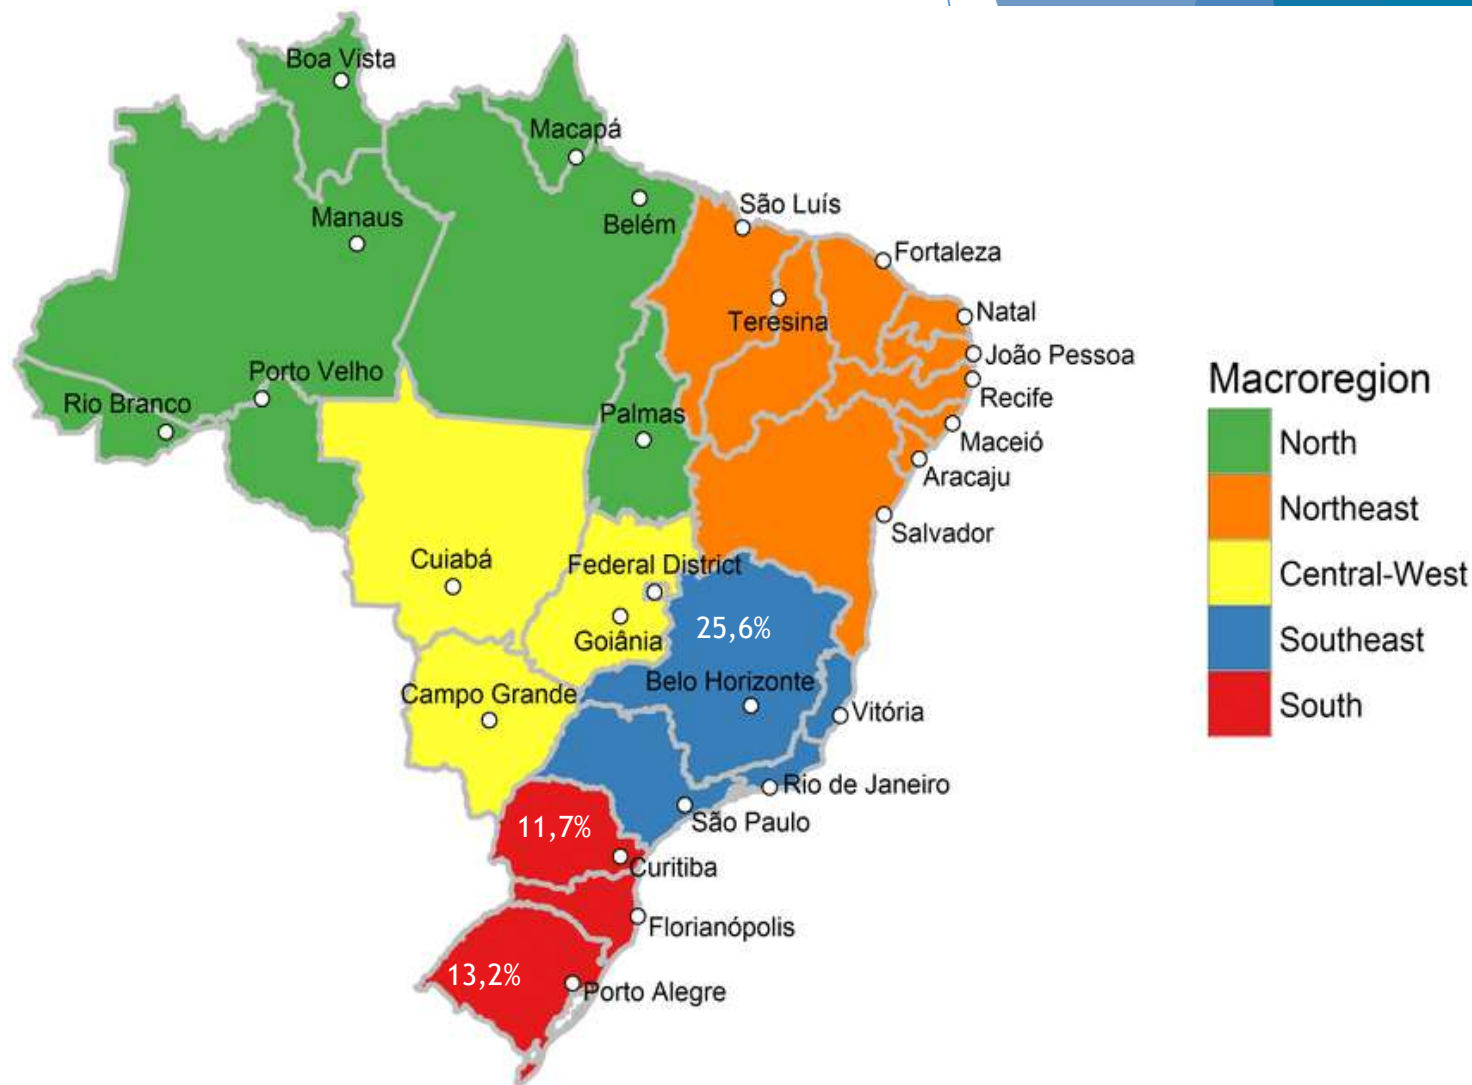 Boa Vista
Macapá
Belém
Manaus
São Luís
Fortaleza
Teresina
Natal
João Pessoa
Recife
Maceió
Aracaju
Salvador
Porto Velho
Rio Branco
Palmas
Cuiabá
Federal District
Goiânia
25,6%
Campo Grande
Belo Horizonte
Vitória
Rio de Janeiro
São Paulo
11,7%
Curitiba
Florianópolis
13,2%
Porto Alegre
Macroregion
North
Northeast
Central-West
Southeast
South